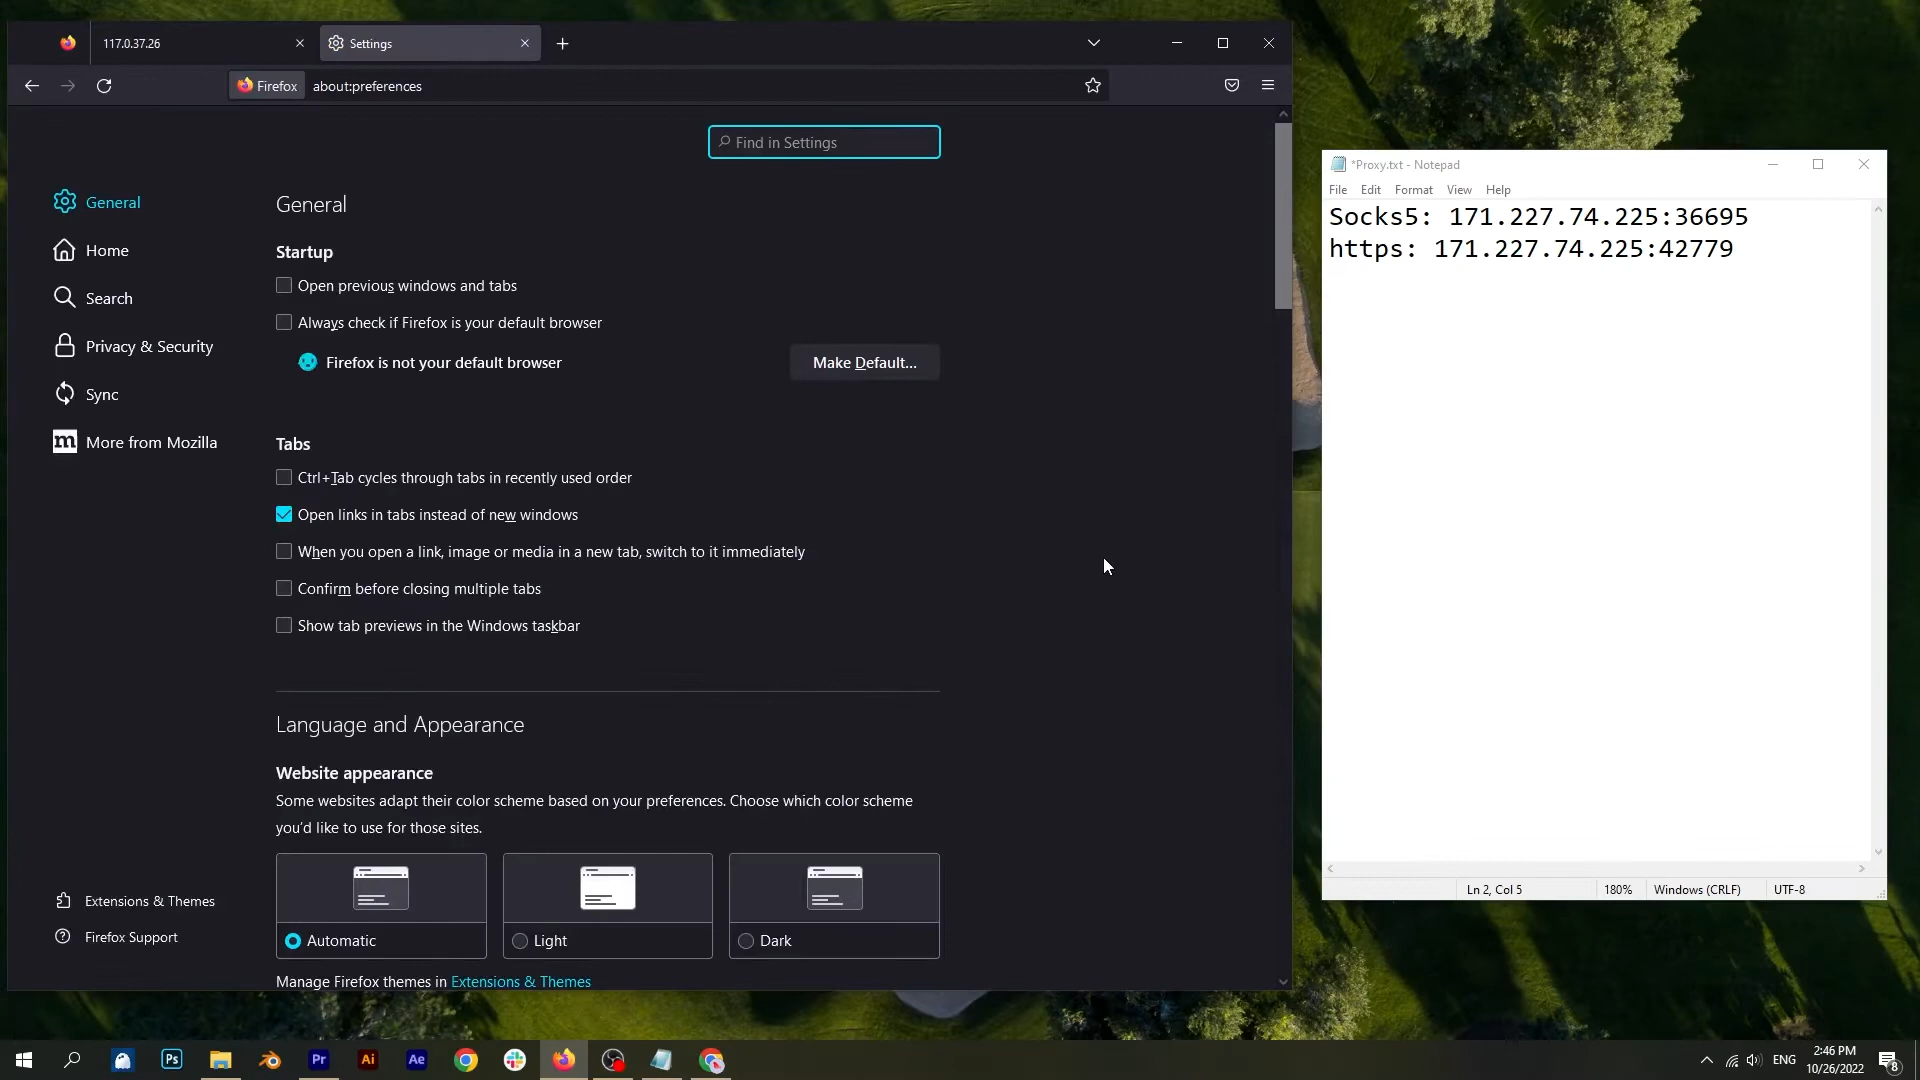 117.0.37.26
Settings
Firefox
about:preferences
Find in Settings
General
Home
Search
Privacy & Security
Sync
More from Mozilla
Extensions & Themes
Firefox Support
General
Startup
Open previous windows and tabs
Always check if Firefox is your default browser
Firefox is not your default browser
Make Default...
Tabs
Ctrl+Tab cycles through tabs in recently used order
Open links in tabs instead of new windows
When you open a link, image or media in a new tab, switch to it immediately
Confirm before closing multiple tabs
Show tab previews in the Windows taskbar
Language and Appearance
Website appearance
Some websites adapt their color scheme based on your preferences. Choose which color scheme
you'd like to use for those sites.
Automatic
Light
Dark
Manage Firefox themes in Extensions & Themes
*Proxy.txt - Notepad
File Edit Format View Help
Socks5: 171.227.74.225:36695
https: 171.227.74.225:42779
Ln 2, Col 5
180%
Windows (CRLF)
UTF-8
Ps
Pr
Ai
Ae
ENG
2:46 PM
10/26/2022
8